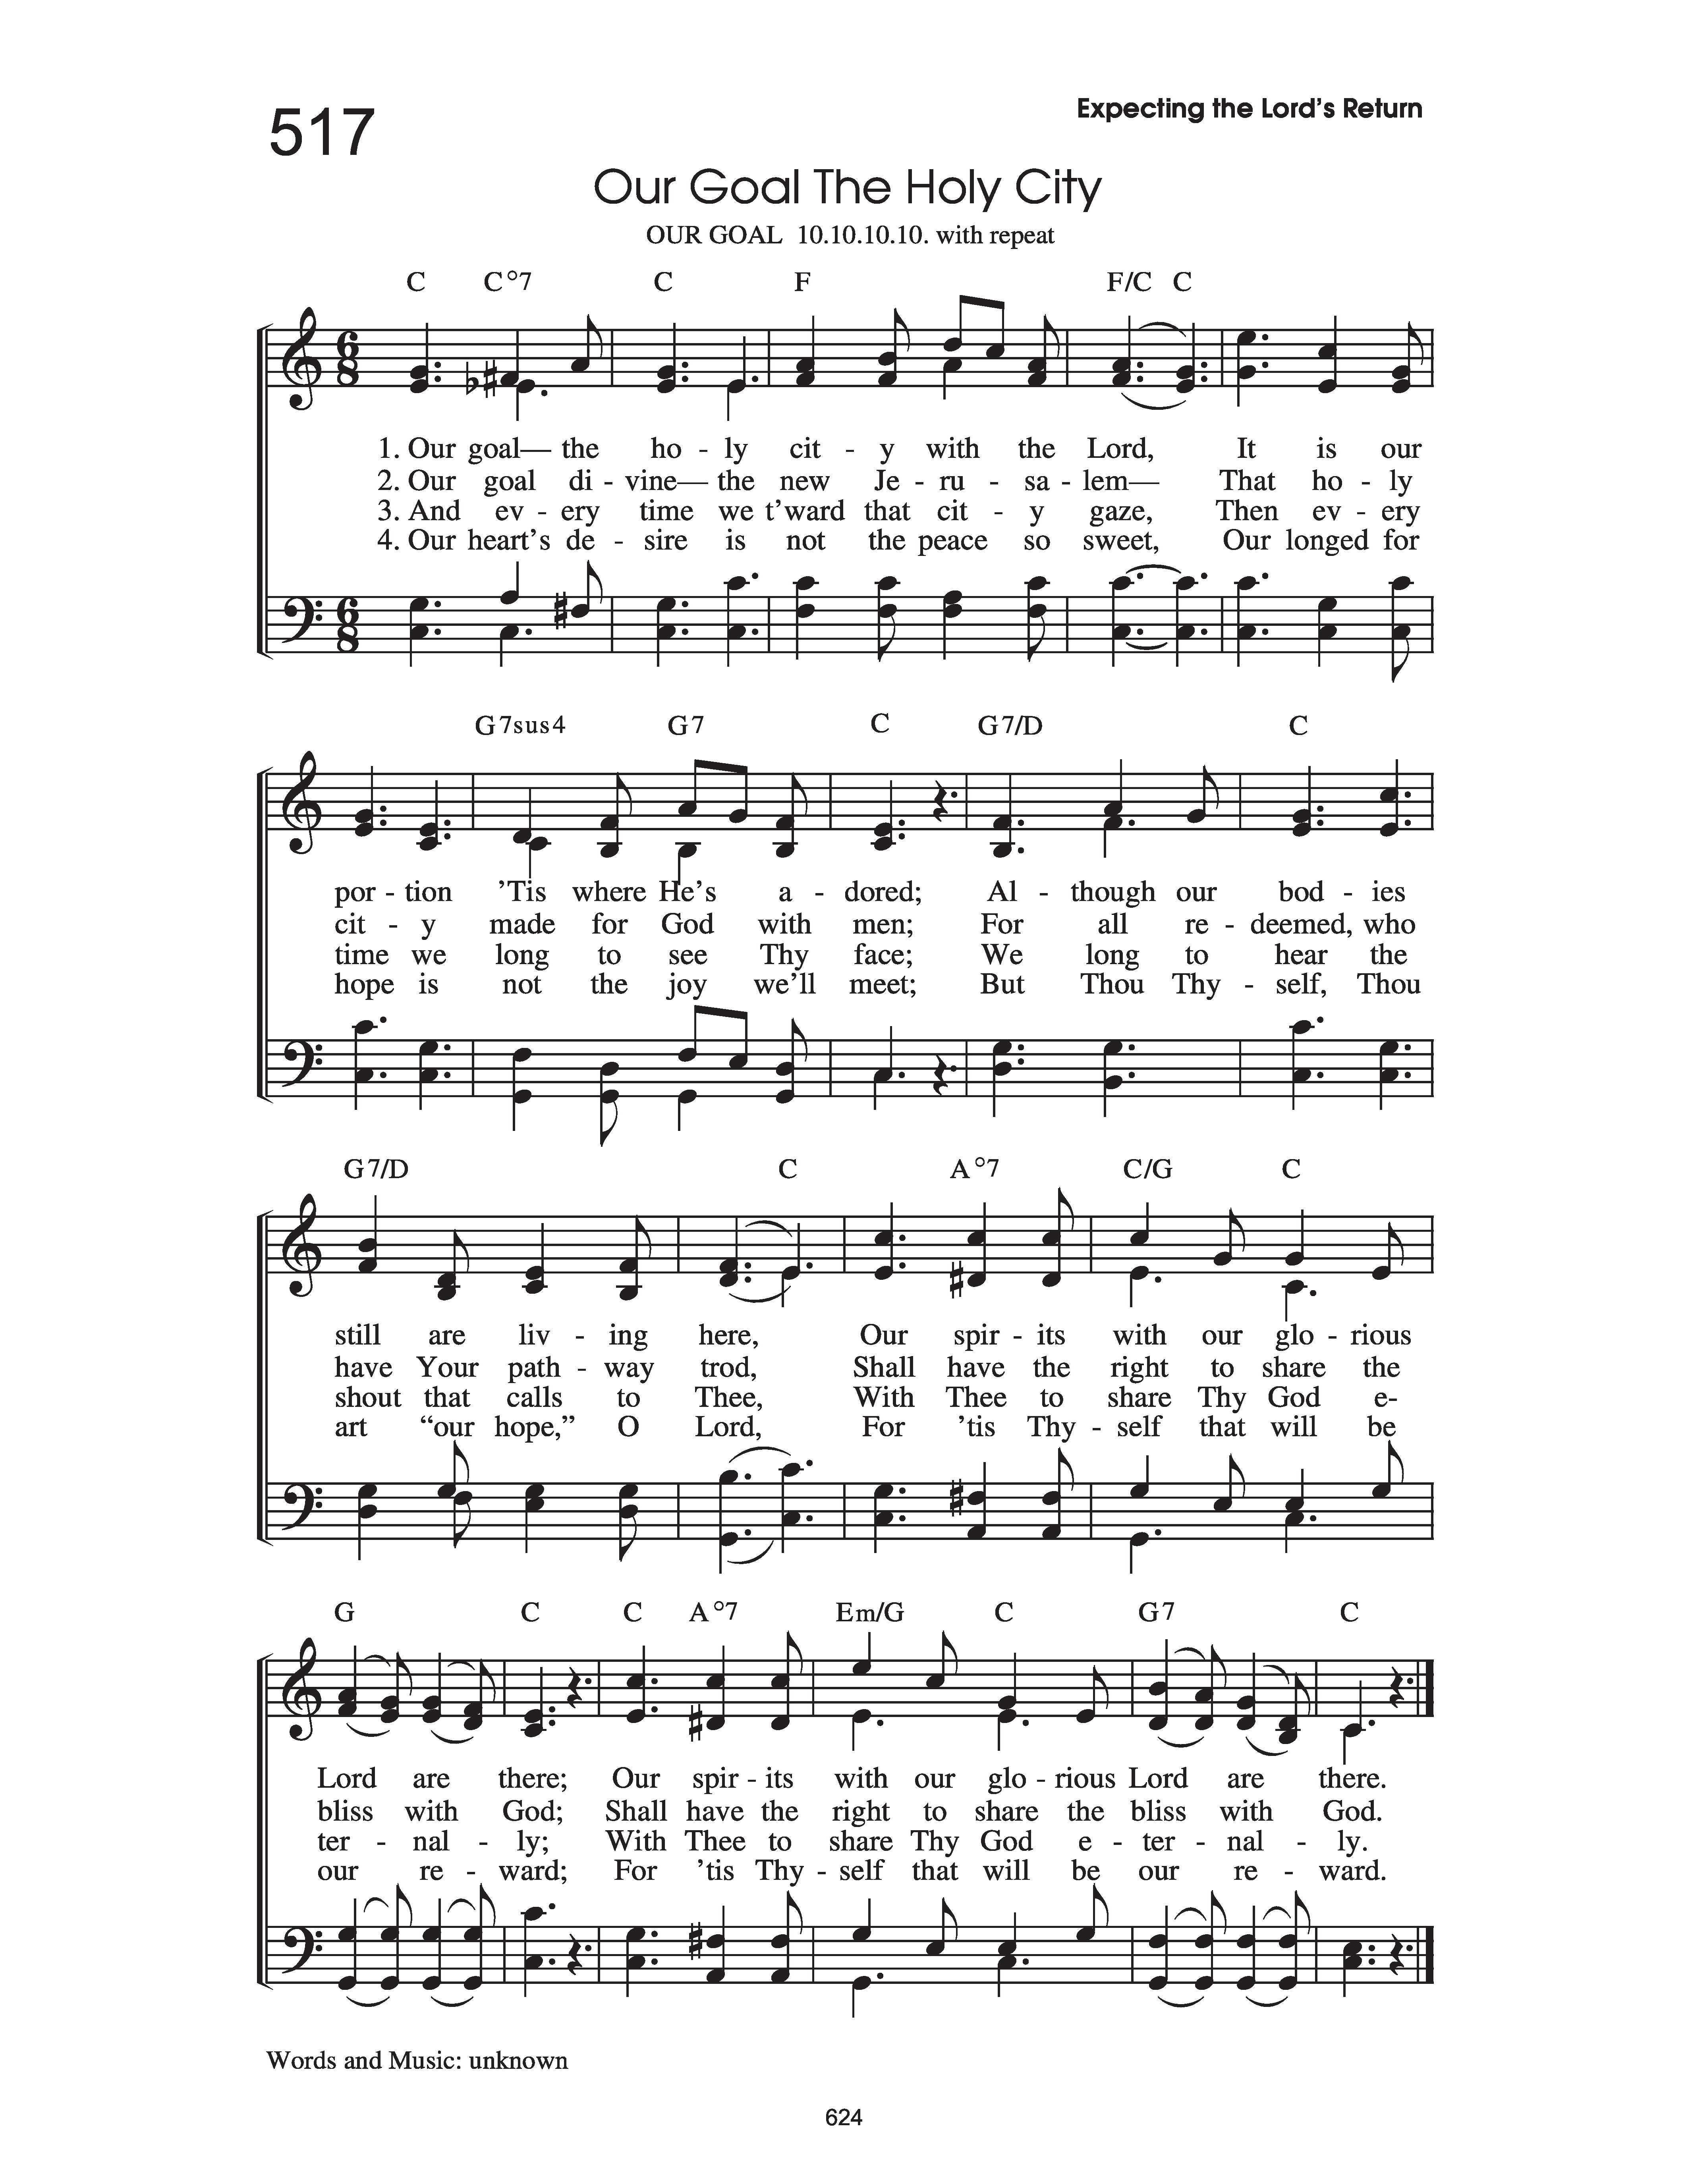 517
Expecting the Lord's Return
Our Goal The Holy City
OUR GOAL 10.10.10.10. with repeat
C C°7 C F F/C C
6 8
1. Our goal— the ho - ly cit - y with the Lord, It is our
2. Our goal di - vine— the new Je - ru - sa - lem— That ho - ly
3. And ev - ery time we t'ward that cit - y gaze, Then ev - ery
4. Our heart's de - sire is not the peace so sweet, Our longed for
6 8
G7sus4 G7 C G7/D C
por - tion 'Tis where He's a - dored; Al - though our bod - ies
cit - y made for God with men; For all re - deemed, who
time we long to see Thy face; We long to hear the
hope is not the joy we'll meet; But Thou Thy - self, Thou
G7/D C A°7 C/G C
still are liv - ing here, Our spir - its with our glo - rious
have Your path - way trod, Shall have the right to share the
shout that calls to Thee, With Thee to share Thy God e-
art “our hope,” O Lord, For 'tis Thy - self that will be
G C C A°7 Em/G C G7 C
Lord are there; Our spir - its with our glo - rious Lord are there.
bliss with God; Shall have the right to share the bliss with God.
ter - nal - ly; With Thee to share Thy God e - ter - nal - ly.
our re - ward; For 'tis Thy - self that will be our re - ward.
Words and Music: unknown
624